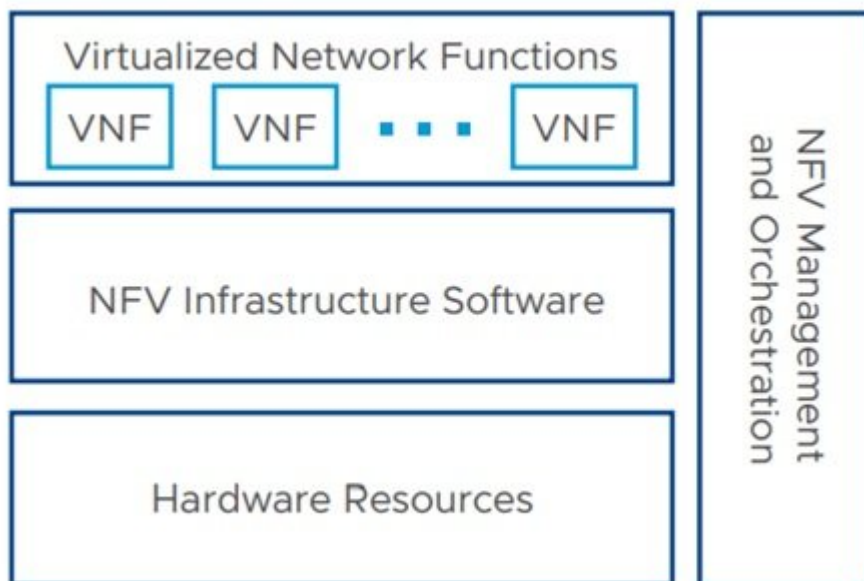 Virtualized Network Functions
VNF
VNF
VNF
NFV Infrastructure Software
Hardware Resources
NFV Management
and Orchestration